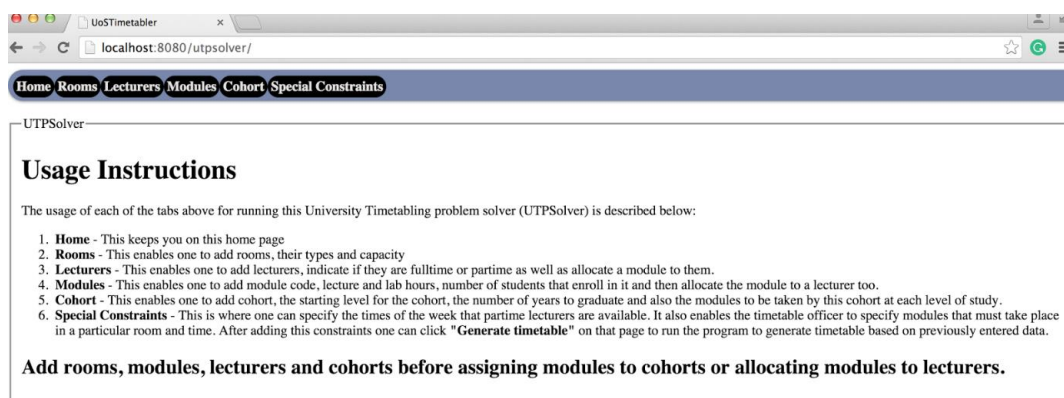 UoSTimetabler
localhost:8080/utpsolver/
Home Rooms Lecturers Modules Cohort Special Constraints
UTPSolver
Usage Instructions
The usage of each of the tabs above for running this University Timetabling problem solver (UTPSolver) is described below:
1. Home - This keeps you on this home page
2. Rooms - This enables one to add rooms, their types and capacity
3. Lecturers - This enables one to add lecturers, indicate if they are fulltime or partime as well as allocate a module to them.
4. Modules - This enables one to add module code, lecture and lab hours, number of students that enroll in it and then allocate the module to a lecturer too.
5. Cohort - This enables one to add cohort, the starting level for the cohort, the number of years to graduate and also the modules to be taken by this cohort at each level of study.
6. Special Constraints - This is where one can specify the times of the week that partime lecturers are available. It also enables the timetable officer to specify modules that must take place
in a particular room and time. After adding this constraints one can click "Generate timetable" on that page to run the program to generate timetable based on previously entered data.
Add rooms, modules, lecturers and cohorts before assigning modules to cohorts or allocating modules to lecturers.